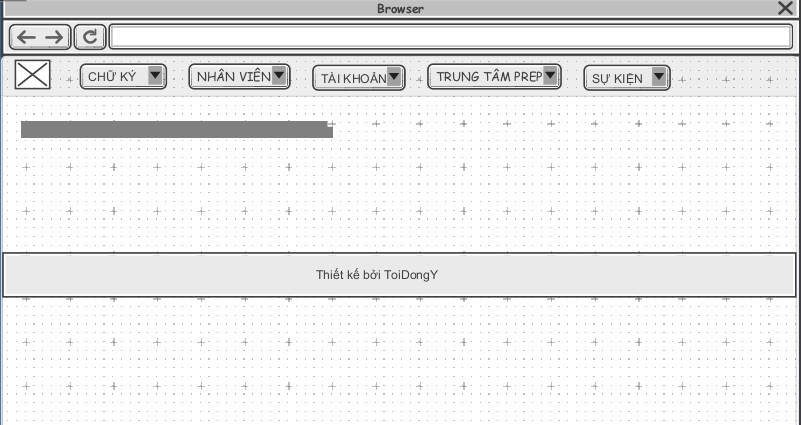 Browser
CHỮ KÝ NHÂN VIÊN TÀI KHOẢN TRUNG TÂM PREP SỰ KIỆN
Thiết kế bởi ToiDongY